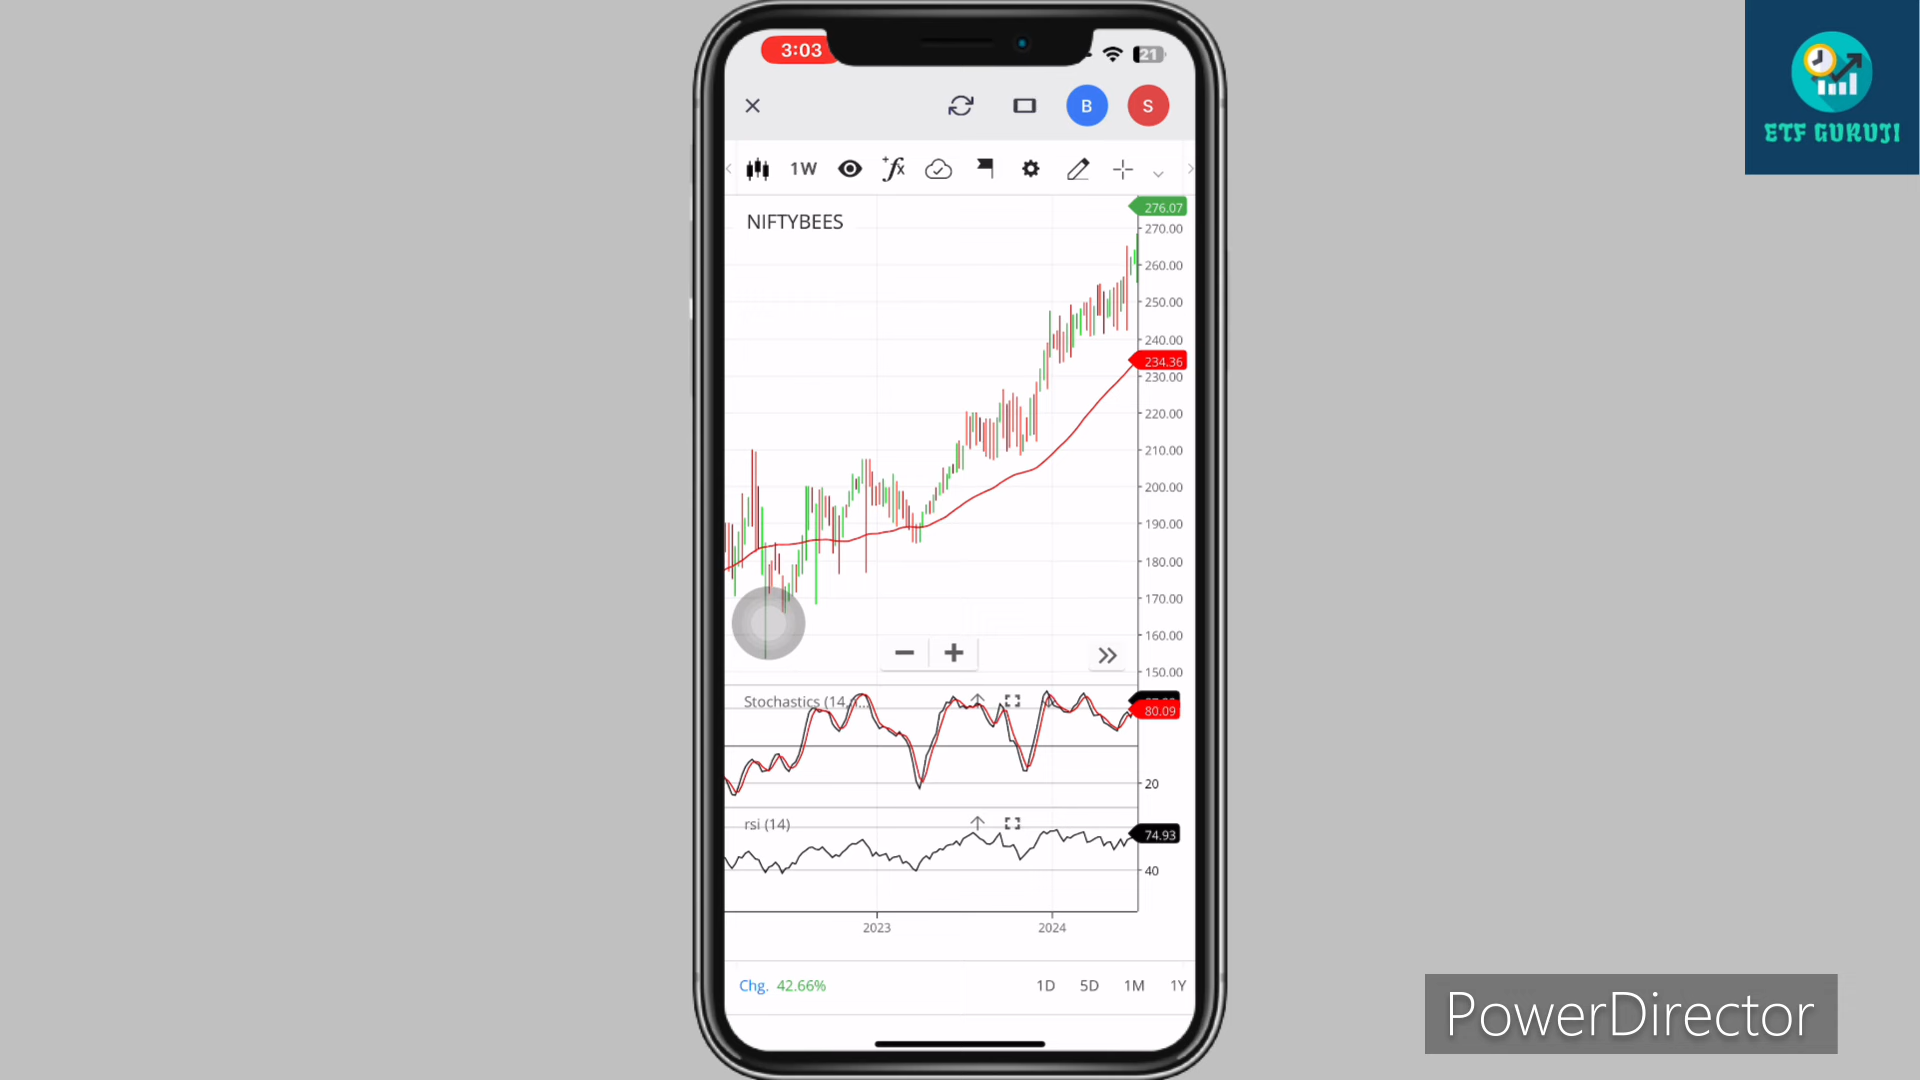 3:03
21
B
S
ETF GURUJI
1W
NIFTYBEES
276.07
270.00
260.00
250.00
240.00
234.36
230.00
220.00
210.00
200.00
190.00
180.00
170.00
160.00
150.00
Stochastics (14,
80.09
20
rsi (14)
74.93
40
2023
2024
Chg. 42.66%
1D
5D
1M
1Y
PowerDirector